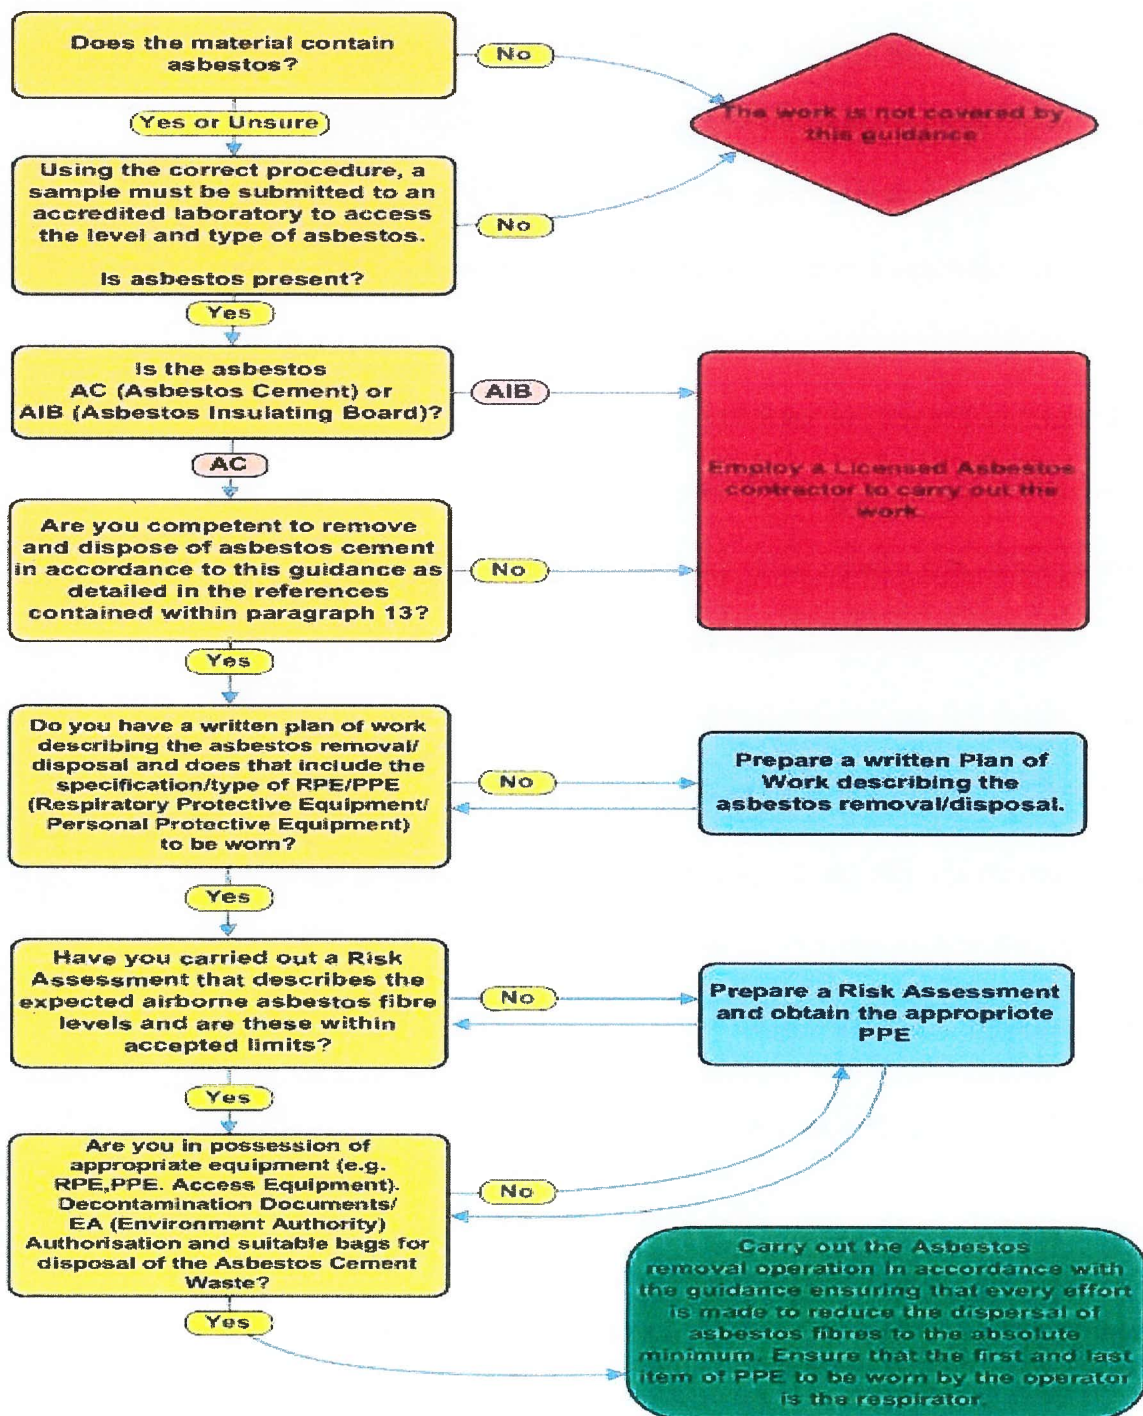 Does the material contain
asbestos?
No
The work is not covered by
this guidance
Yes or Unsure
Using the correct procedure, a
sample must be submitted to an
accredited laboratory to access
the level and type of asbestos.
Is asbestos present?
No
Yes
Is the asbestos
AC (Asbestos Cement) or
AIB (Asbestos Insulating Board)?
AIB
Employ a Licensed Asbestos
contractor to carry out the
work.
AC
Are you competent to remove
and dispose of asbestos cement
in accordance to this guidance as
detailed in the references
contained within paragraph 13?
No
Yes
Do you have a written plan of work
describing the asbestos removal/
disposal and does that include the
specification/type of RPE/PPE
(Respiratory Protective Equipment/
Personal Protective Equipment)
to be worn?
No
Prepare a written Plan of
Work describing the
asbestos removal/disposal.
Yes
Have you carried out a Risk
Assessment that describes the
expected airborne asbestos fibre
levels and are these within
accepted limits?
No
Prepare a Risk Assessment
and obtain the appropriote
PPE
Yes
Are you in possession of
appropriate equipment (e.g.
RPE,PPE. Access Equipment).
Decontamination Documents/
EA (Environment Authority)
Authorisation and suitable bags for
disposal of the Asbestos Cement
Waste?
No
Yes
Carry out the Asbestos
removal operation in accordance with
the guidance ensuring that every effort
is made to reduce the dispersal of
asbestos fibres to the absolute
minimum. Ensure that the first and last
item of PPE to be worn by the operator
is the respirator.